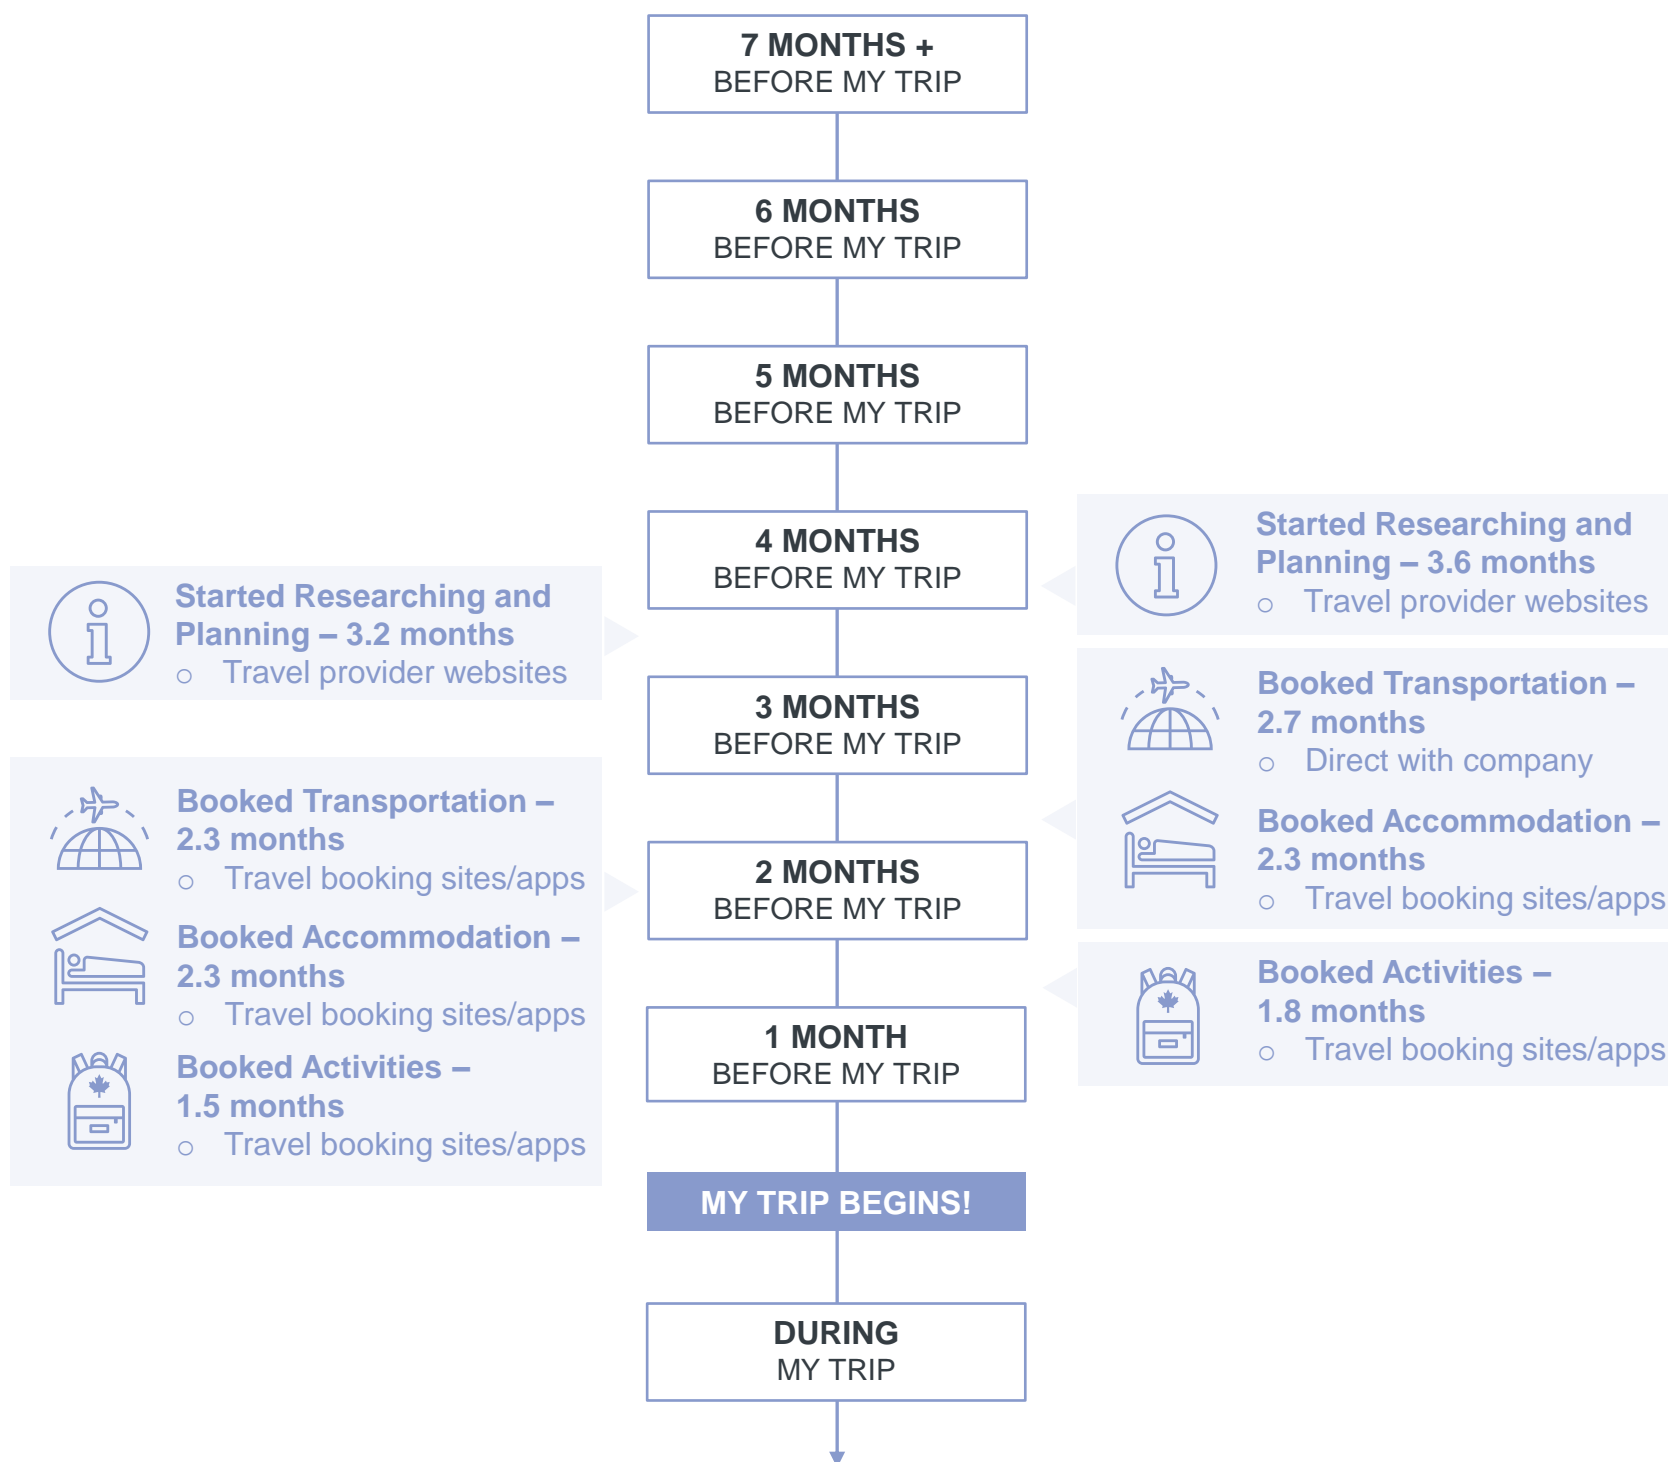 7 MONTHS +
BEFORE MY TRIP
6 MONTHS
BEFORE MY TRIP
5 MONTHS
BEFORE MY TRIP
4 MONTHS
BEFORE MY TRIP
3 MONTHS
BEFORE MY TRIP
2 MONTHS
BEFORE MY TRIP
1 MONTH
BEFORE MY TRIP
MY TRIP BEGINS!
DURING
MY TRIP
Started Researching and
Planning – 3.2 months
○ Travel provider websites
Booked Transportation –
2.3 months
○ Travel booking sites/apps
Booked Accommodation –
2.3 months
○ Travel booking sites/apps
Booked Activities –
1.5 months
○ Travel booking sites/apps
Started Researching and
Planning – 3.6 months
○ Travel provider websites
Booked Transportation –
2.7 months
○ Direct with company
Booked Accommodation –
2.3 months
○ Travel booking sites/apps
Booked Activities –
1.8 months
○ Travel booking sites/apps